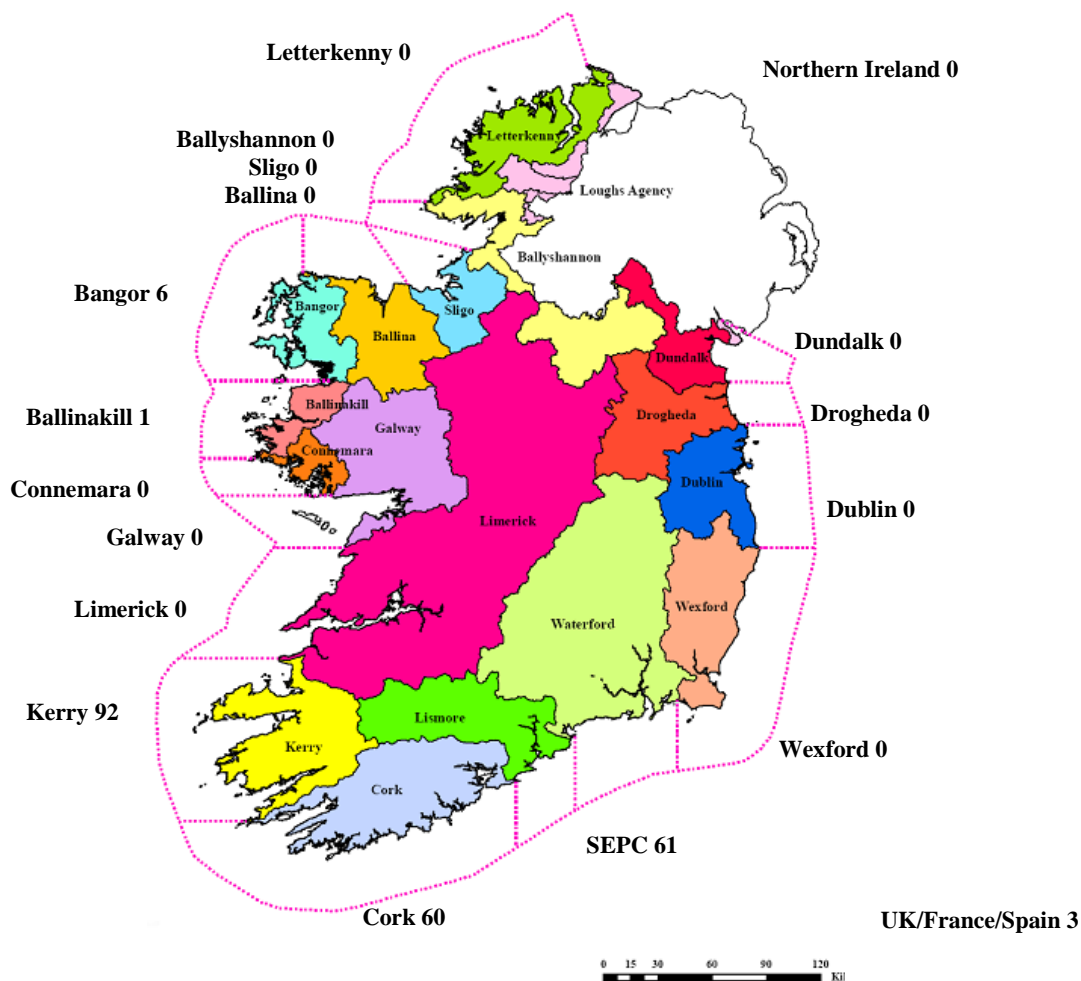 Letterkenny 0
Northern Ireland 0
Letterkenny
Ballyshannon 0
Sligo 0
Ballina 0
Loughs Agency
Ballyshannon
Bangor 6
Bangor
Sligo
Ballina
Dundalk 0
Dundalk
Ballinakill 1
Ballinakill
Drogheda 0
Drogheda
Galway
Connemara
Connemara 0
Dublin
Dublin 0
Galway 0
Limerick
Limerick 0
Wexford
Waterford
Kerry 92
Lismore
Kerry
Wexford 0
Cork
SEPC 61
Cork 60
UK/France/Spain 3
0 15 30 60 90 120
Kil